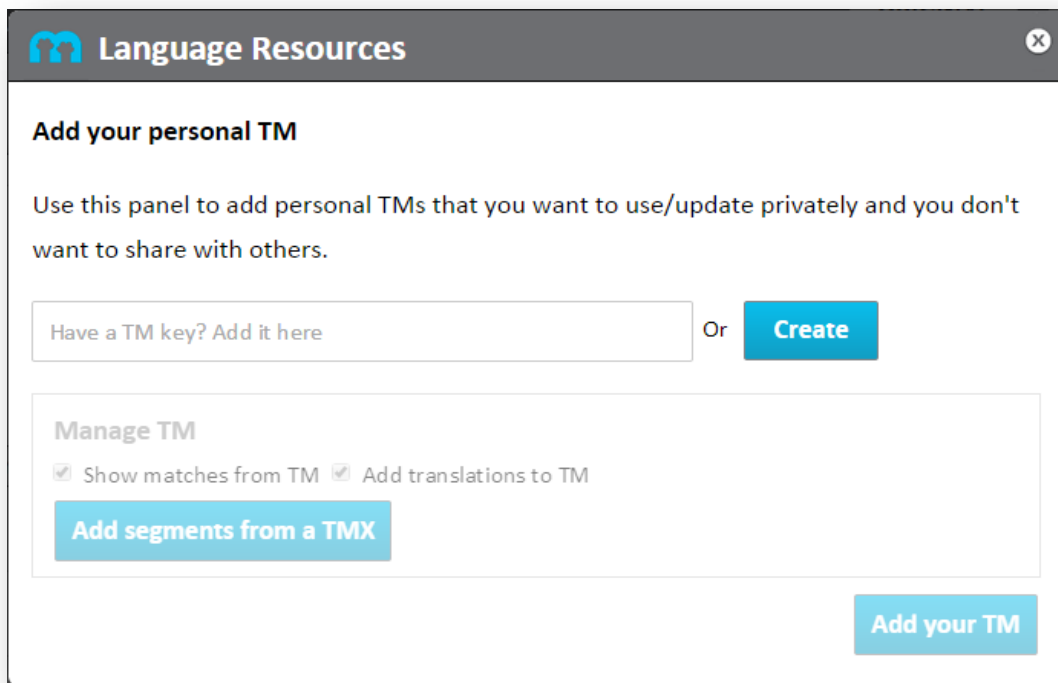 Language Resources
Add your personal TM
Use this panel to add personal TMs that you want to use/update privately and you don't
want to share with others.
Have a TM key? Add it here
Or
Create
Manage TM
Show matches from TM
Add translations to TM
Add segments from a TMX
Add your TM